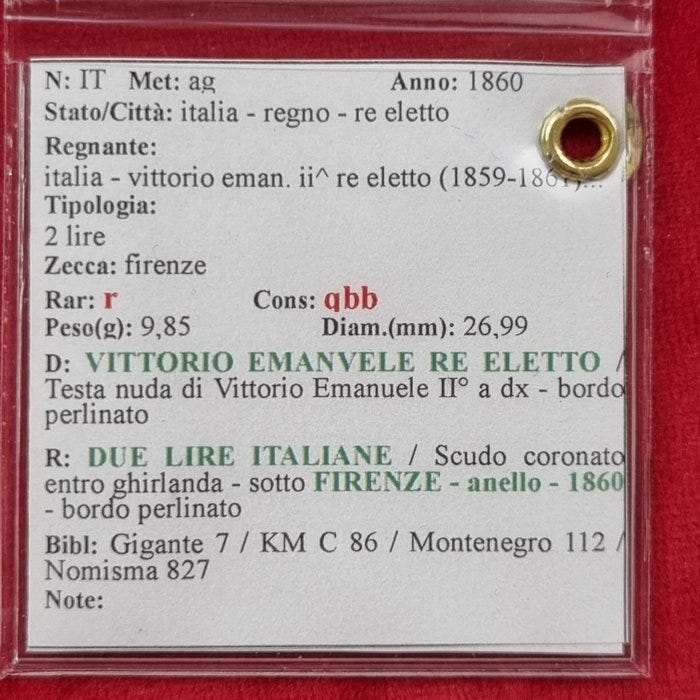 N: IT Met: ag Anno: 1860
Stato/Città: italia - regno - re eletto
Regnante:
italia - vittorio eman. ii^ re eletto (1859-1861)...
Tipologia:
2 lire
Zecca: firenze
Rar: r Cons: qbb
Peso(g): 9,85 Diam.(mm): 26,99
D: VITTORIO EMANVELE RE ELETTO /
Testa nuda di Vittorio Emanuele II° a dx - bordo
perlinato
R: DUE LIRE ITALIANE / Scudo coronato
entro ghirlanda - sotto FIRENZE - anello - 1860
- bordo perlinato
Bibl: Gigante 7 / KM C 86 / Montenegro 112 /
Nomisma 827
Note: